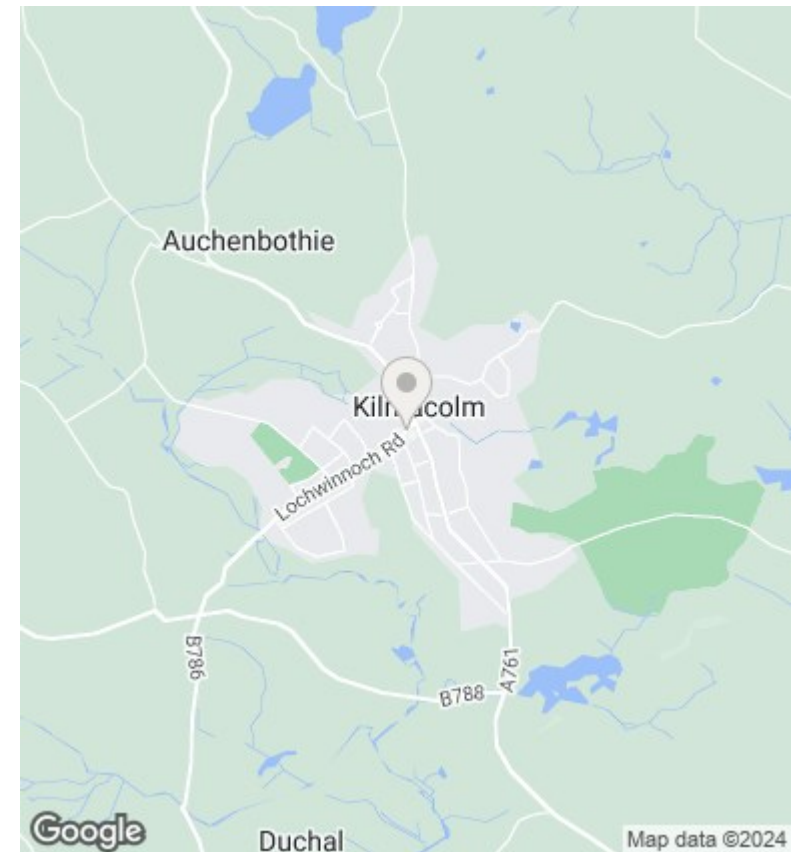 Auchenbothie
Kilmacolm
Lochwinnoch Rd
B786
A761
B788
Duchal
Google
Map data ©2024